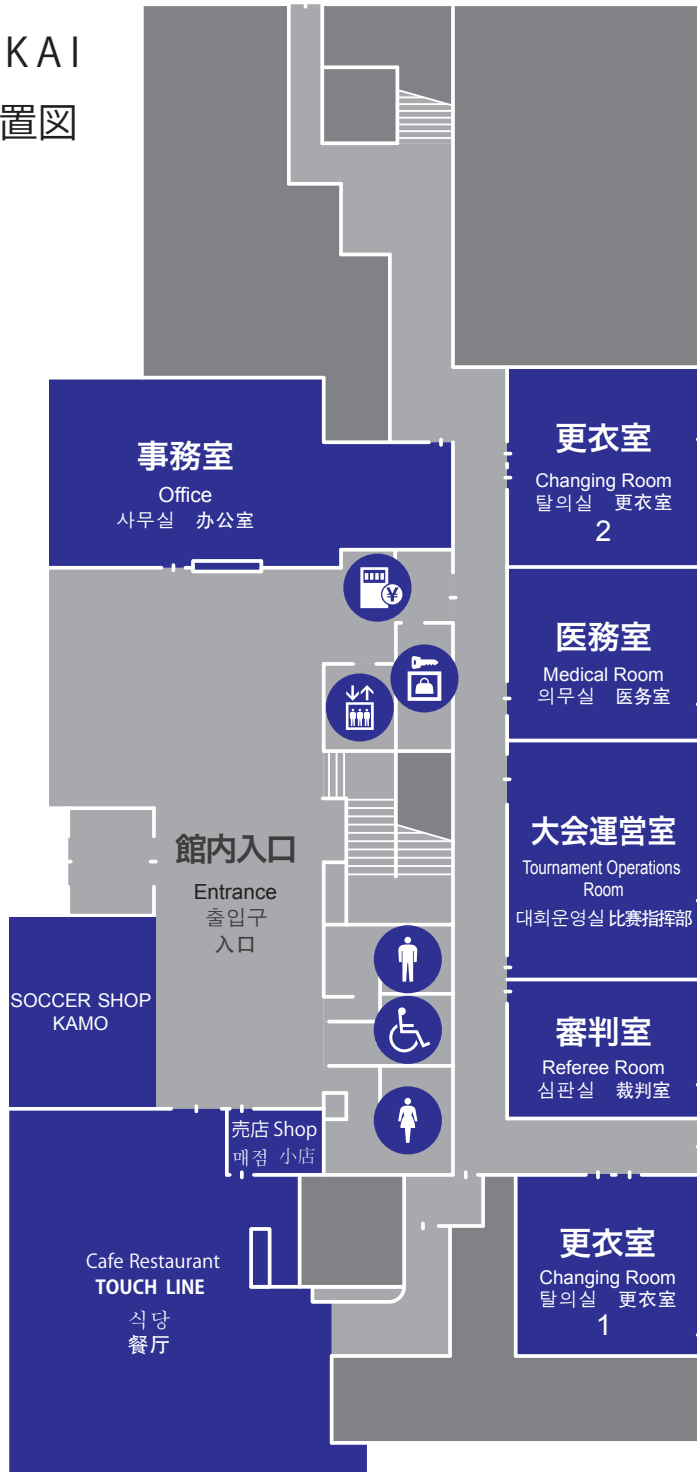 KAI
置図
事務室
Office
사무실 办公室
更衣室
Changing Room
탈의실 更衣室
2
¥
医務室
Medical Room
의무실 医务室
大会運営室
Tournament Operations
Room
대회운영실 比赛指挥部
館内入口
Entrance
출입구
入口
SOCCER SHOP
KAMO
審判室
Referee Room
심판실 裁判室
売店 Shop
매점 小店
更衣室
Changing Room
탈의실 更衣室
1
Cafe Restaurant
TOUCH LINE
식당
餐厅